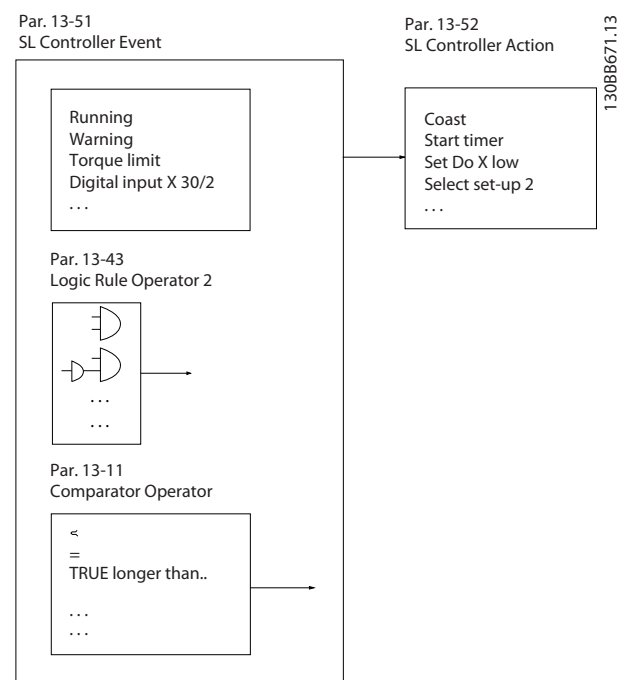 Par. 13-51
SL Controller Event
Par. 13-52
SL Controller Action
130BB671.13
Running
Warning
Torque limit
Digital input X 30/2
. . .
Coast
Start timer
Set Do X low
Select set-up 2
. . .
Par. 13-43
Logic Rule Operator 2
. . .
. . .
Par. 13-11
Comparator Operator
<
=
TRUE longer than..
. . .
. . .